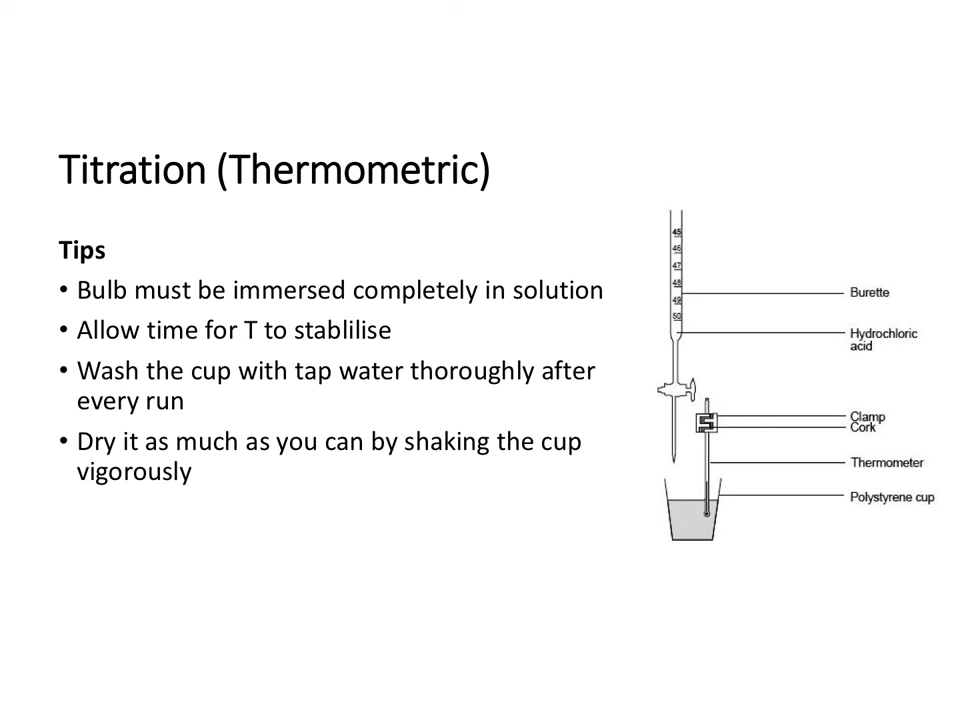 Titration (Thermometric)
Tips
• Bulb must be immersed completely in solution
• Allow time for T to stablilise
• Wash the cup with tap water thoroughly after
every run
• Dry it as much as you can by shaking the cup
vigorously
45
46
47
48
49
50
Burette
Hydrochloric
acid
Clamp
Cork
Thermometer
Polystyrene cup